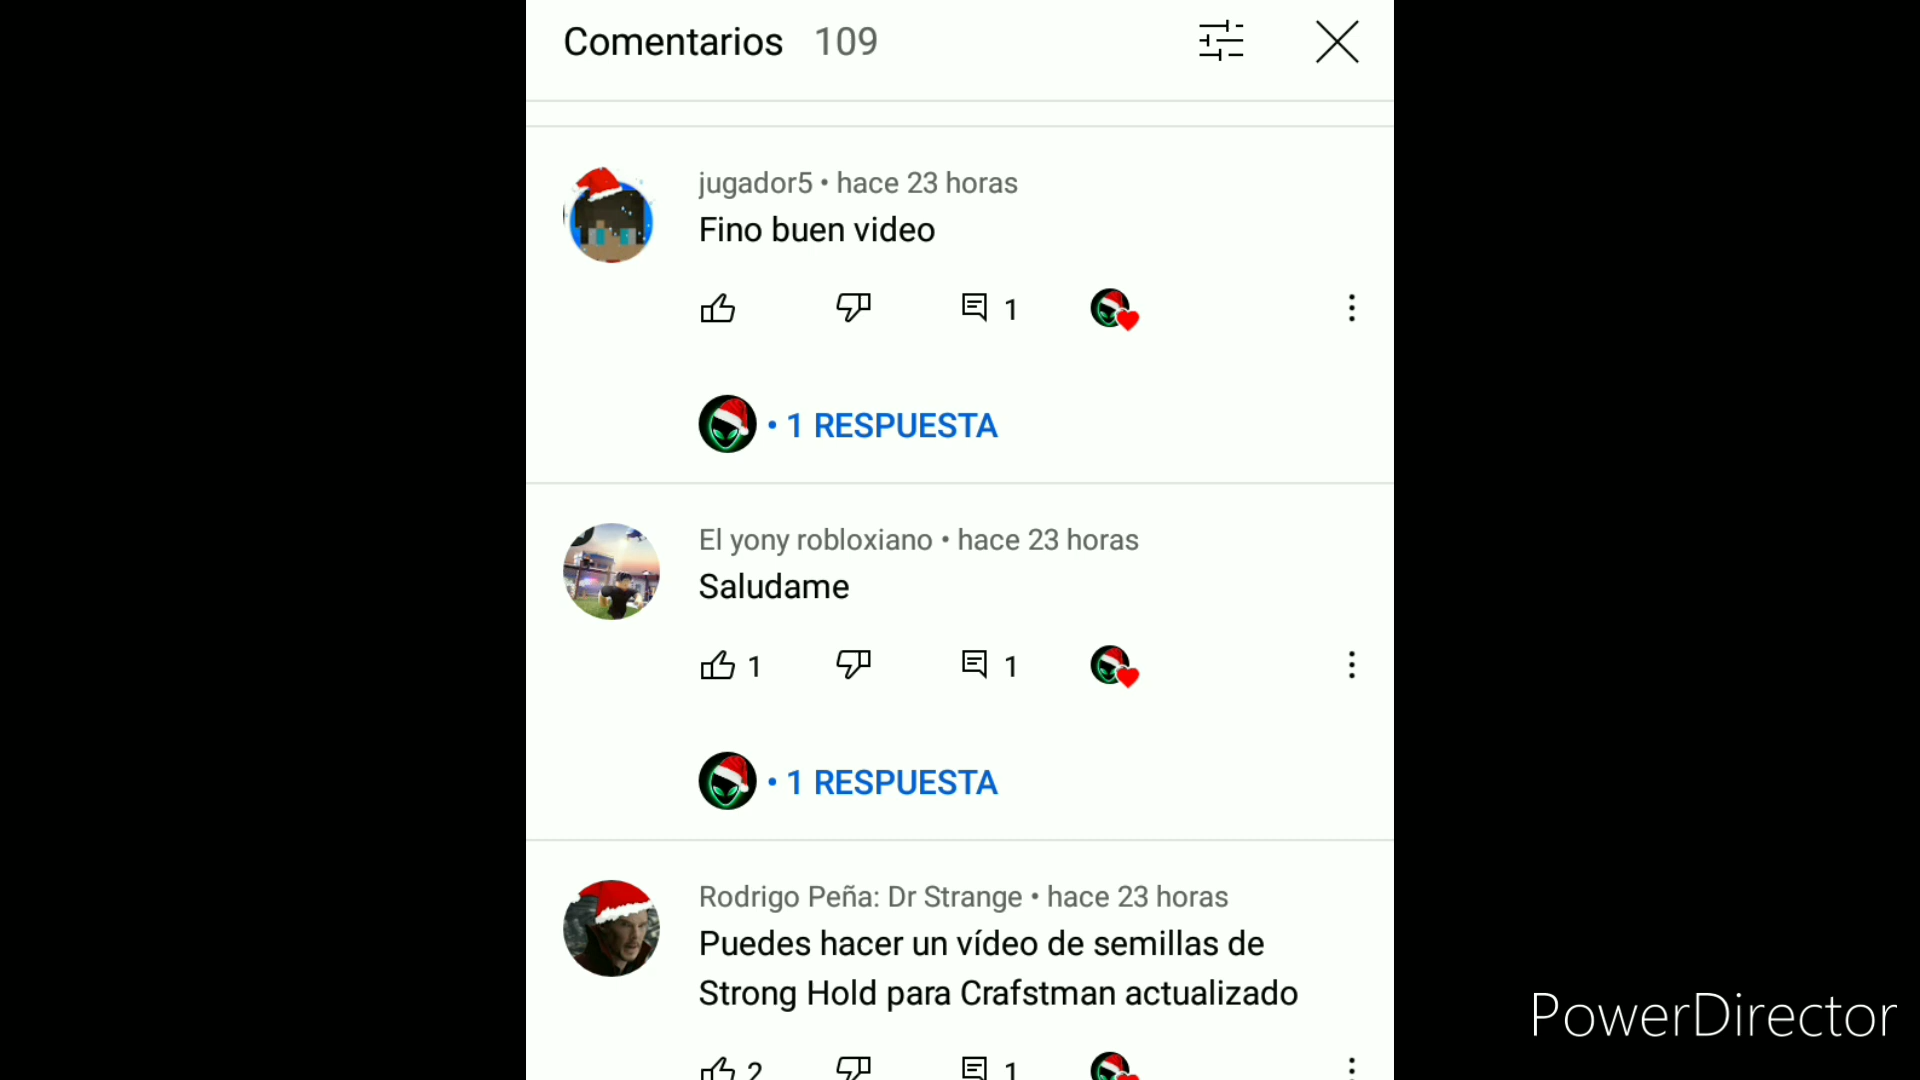 Comentarios 109
jugador5 • hace 23 horas
Fino buen video
1
• 1 RESPUESTA
El yony robloxiano • hace 23 horas
Saludame
1 1
• 1 RESPUESTA
Rodrigo Peña: Dr Strange • hace 23 horas
Puedes hacer un vídeo de semillas de
Strong Hold para Crafstman actualizado
2 1
PowerDirector